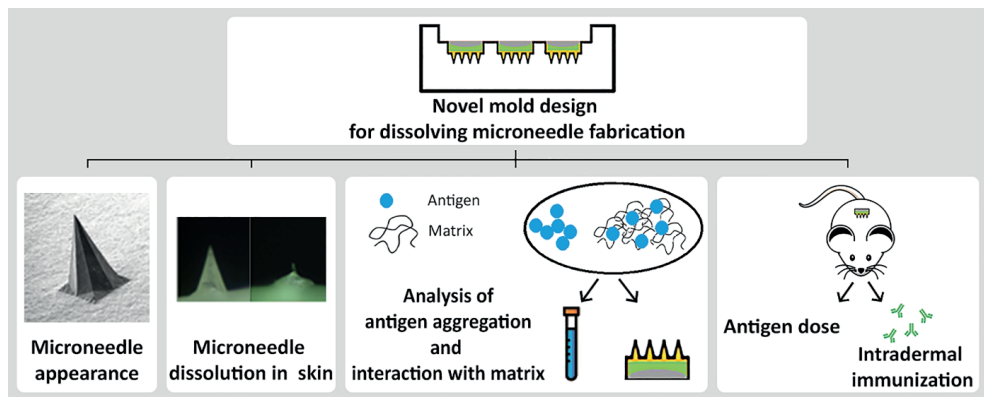 Novel mold design
for dissolving microneedle fabrication
Microneedle
appearance
Microneedle
dissolution in skin
Antigen
Matrix
Analysis of
antigen aggregation
and
interaction with matrix
Antigen dose
Intradermal
immunization